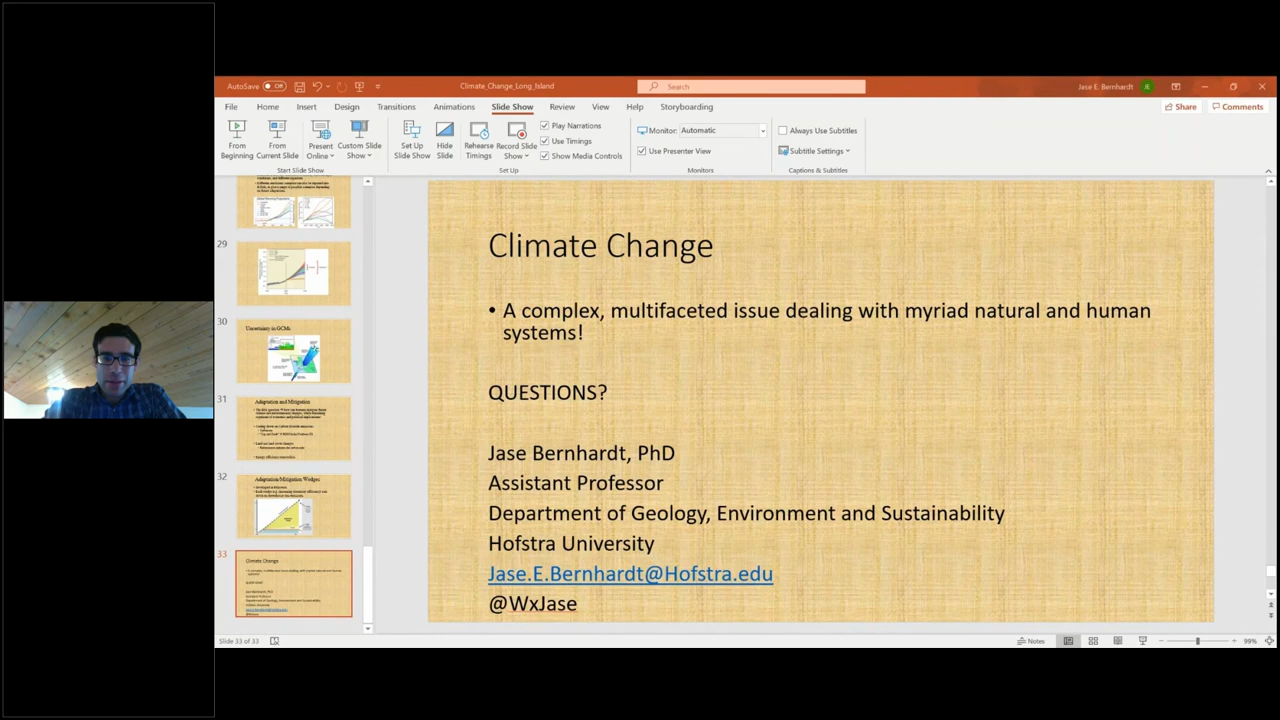 AutoSave Off
Climate_Change_Long_Island
Search
Jase E. Bernhardt
JE
File Home Insert Design Transitions Animations Slide Show Review View Help Storyboarding
Share
Comments
From Beginning
From Current Slide
Present Online
Custom Slide Show
Set Up Slide Show
Hide Slide
Rehearse Timings
Record Slide Show
Play Narrations
Use Timings
Show Media Controls
Monitor: Automatic
Use Presenter View
Always Use Subtitles
Subtitle Settings
Start Slide Show
Set Up
Monitors
Captions & Subtitles
29
30
Uncertainty in GCMs
31
Adaptation and Mitigation
32
Adaptation/Mitigation Wedges
33
Climate Change
Climate Change
• A complex, multifaceted issue dealing with myriad natural and human
systems!
QUESTIONS?
Jase Bernhardt, PhD
Assistant Professor
Department of Geology, Environment and Sustainability
Hofstra University
Jase.E.Bernhardt@Hofstra.edu
@WxJase
Slide 33 of 33
Notes
99%